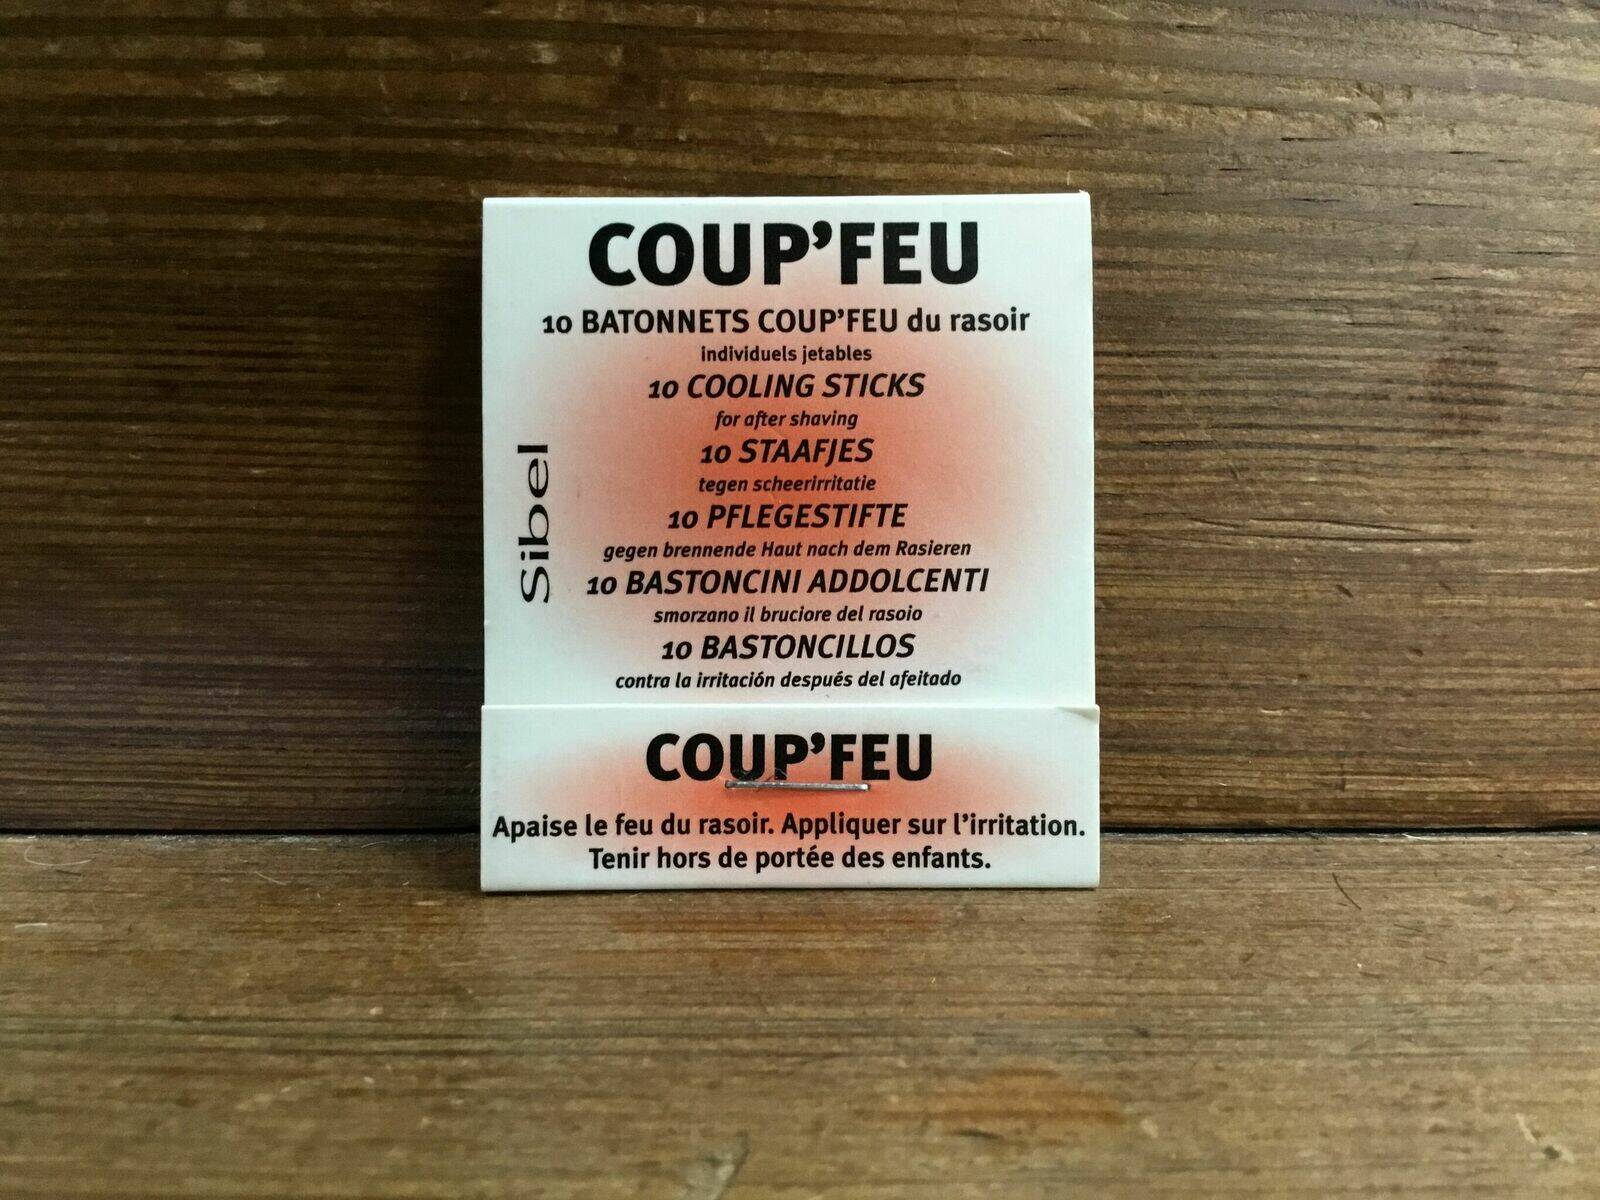 COUP'FEU
10 BATONNETS COUP'FEU du rasoir
individuels jetables
10 COOLING STICKS
for after shaving
10 STAAFJES
tegen scheerirritatie
10 PFLEGESTIFTE
gegen brennende Haut nach dem Rasieren
10 BASTONCINI ADDOLCENTI
smorzano il bruciore del rasoio
10 BASTONCILLOS
contra la irritación después del afeitado
Sibel
COUP'FEU
Apaise le feu du rasoir. Appliquer sur l'irritation.
Tenir hors de portée des enfants.